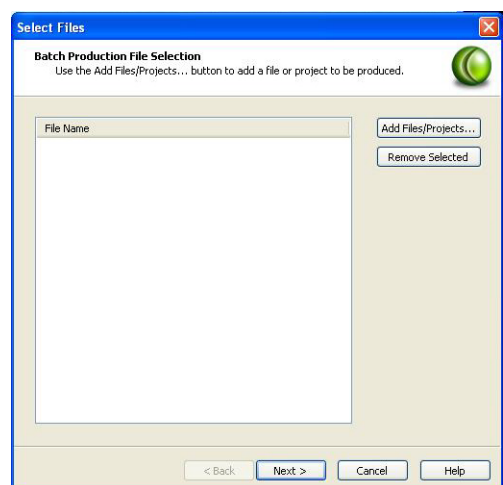 Select Files
Batch Production File Selection
Use the Add Files/Projects... button to add a file or project to be produced.
File Name
Add Files/Projects...
Remove Selected
< Back
Next >
Cancel
Help